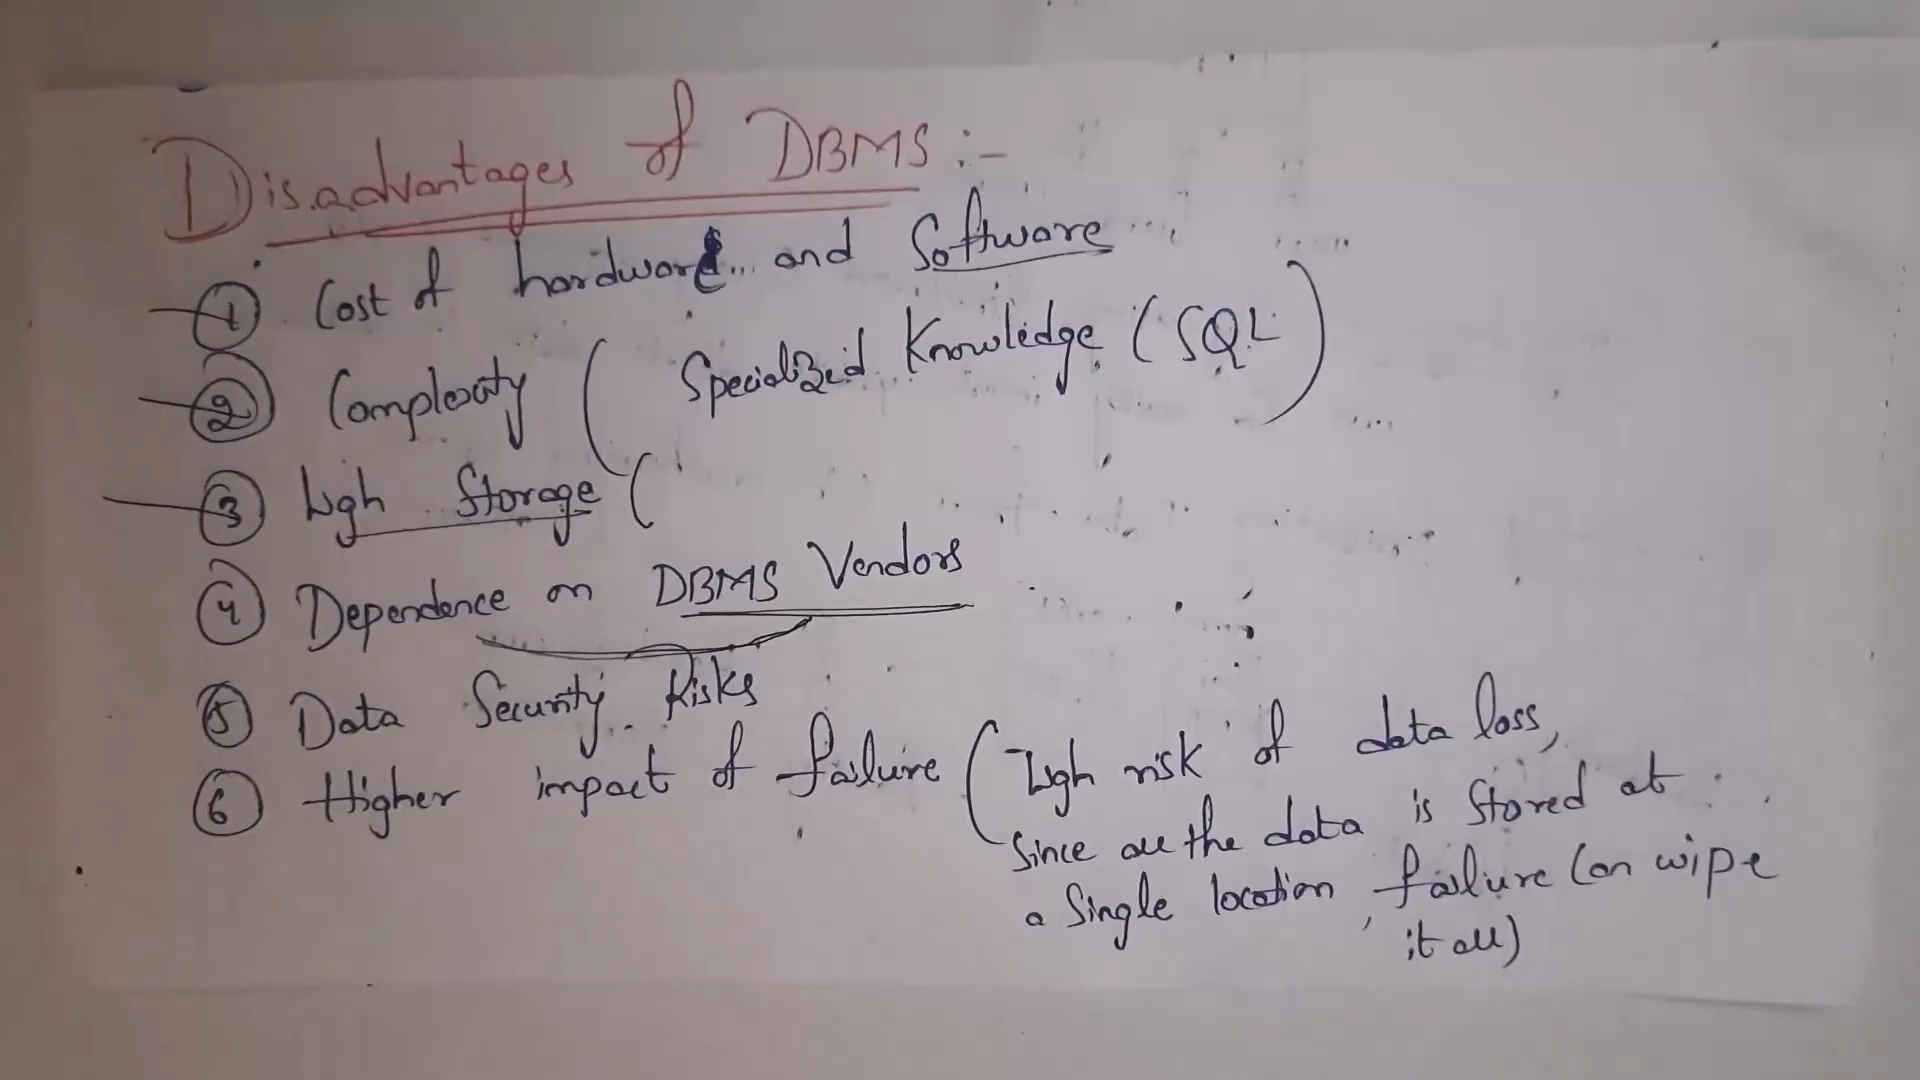 Disadvantages of DBMS :-
① Cost of hardware and Software
② Complexity ( Specialized Knowledge (SQL)
③ High Storage (
④ Dependence on DBMS Vendors
⑤ Data Security Risks
⑥ Higher impact of failure ( High risk of data loss,
Since all the data is Stored at
a Single location, failure Can wipe
it all)